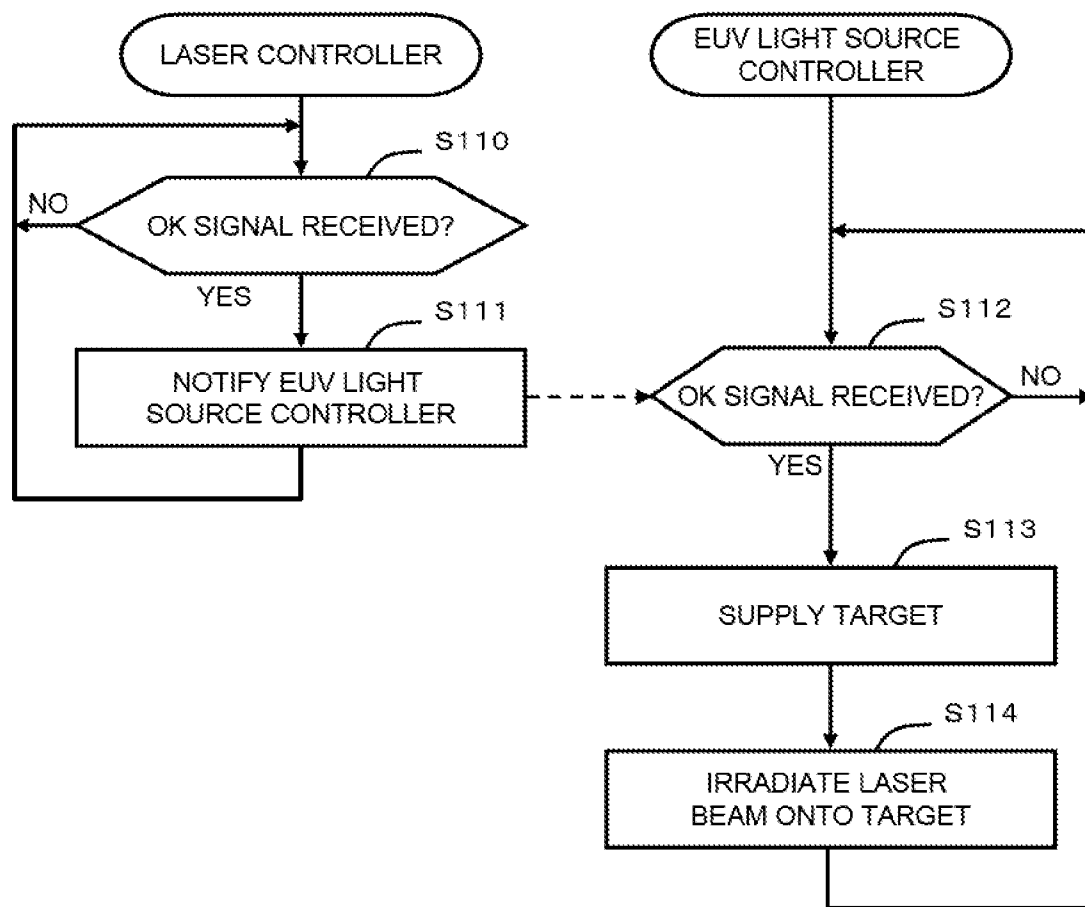 LASER CONTROLLER
S110
OK SIGNAL RECEIVED?
NO
YES
S111
NOTIFY EUV LIGHT
SOURCE CONTROLLER
EUV LIGHT SOURCE
CONTROLLER
S112
OK SIGNAL RECEIVED?
NO
YES
S113
SUPPLY TARGET
S114
IRRADIATE LASER
BEAM ONTO TARGET